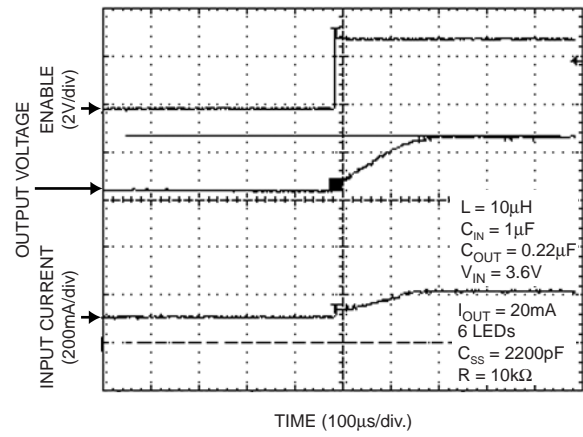 ENABLE
(2V/div)
OUTPUT VOLTAGE
INPUT CURRENT
(200mA/div)
L = 10µH
C_IN = 1µF
C_OUT = 0.22µF
V_IN = 3.6V
I_OUT = 20mA
6 LEDs
C_SS = 2200pF
R = 10kΩ
TIME (100µs/div.)